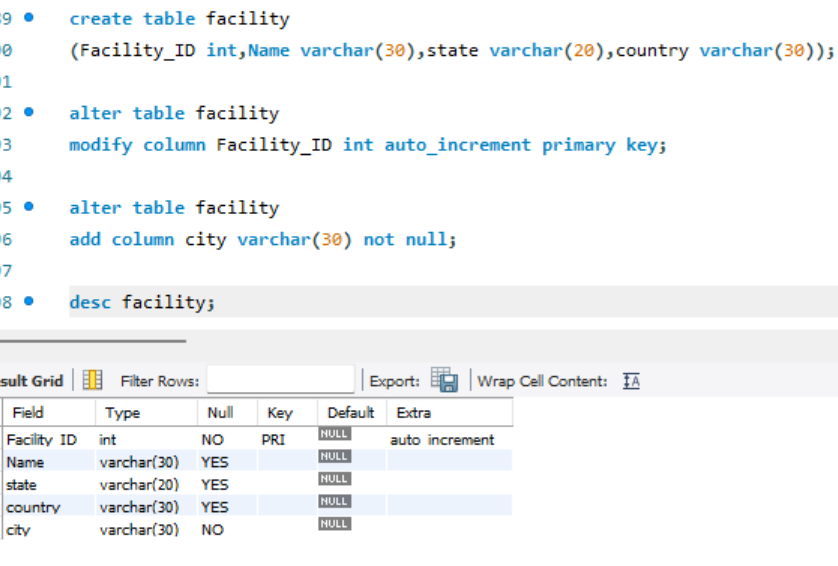 9 create table facility
0 (Facility_ID int,Name varchar(30),state varchar(20),country varchar(30));
1
2 alter table facility
3 modify column Facility_ID int auto_increment primary key;
4
5 alter table facility
6 add column city varchar(30) not null;
7
8 desc facility;
sult Grid Filter Rows: Export: Wrap Cell Content: IA
Field Type Null Key Default Extra
Facility_ID int NO PRI NULL auto_increment
Name varchar(30) YES NULL
state varchar(20) YES NULL
country varchar(30) YES NULL
city varchar(30) NO NULL